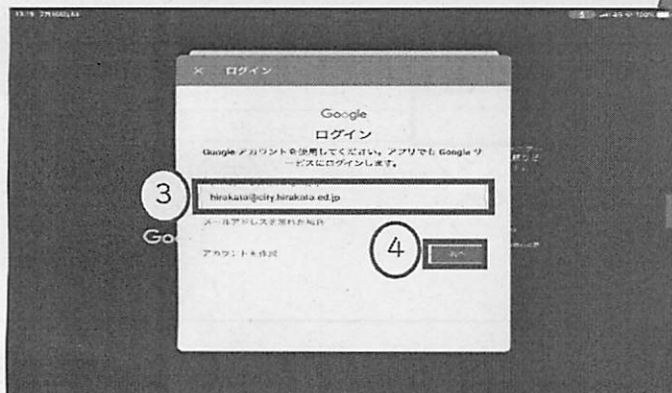 × ログイン
Google
ログイン
Google アカウントを使用してください。アプリでも Google サ
ービスにログインします。
③
hirakata@city.hirakata.ed.jp
メールアドレスを忘れた場合
Go
④
アカウントを作成
次へ